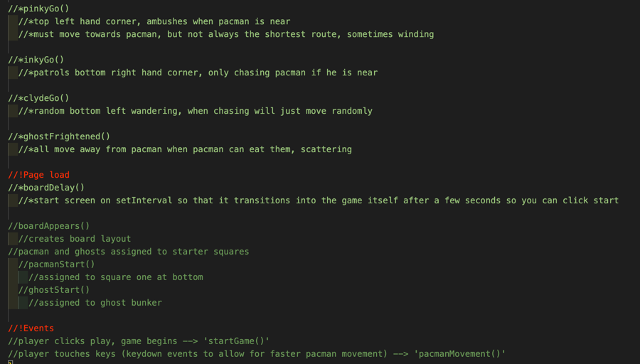 //*pinkyGo()
//*top left hand corner, ambushes when pacman is near
//*must move towards pacman, but not always the shortest route, sometimes winding
//*inkyGo()
//*patrols bottom right hand corner, only chasing pacman if he is near
//*clydeGo()
//*random bottom left wandering, when chasing will just move randomly
//*ghostFrightened()
//*all move away from pacman when pacman can eat them, scattering
//!Page load
//*boardDelay()
//*start screen on setInterval so that it transitions into the game itself after a few seconds so you can click start
//boardAppears()
//creates board layout
//pacman and ghosts assigned to starter squares
//pacmanStart()
//assigned to square one at bottom
//ghostStart()
//assigned to ghost bunker
//!Events
//player clicks play, game begins ——> 'startGame()'
//player touches keys (keydown events to allow for faster pacman movement) ——> 'pacmanMovement()'